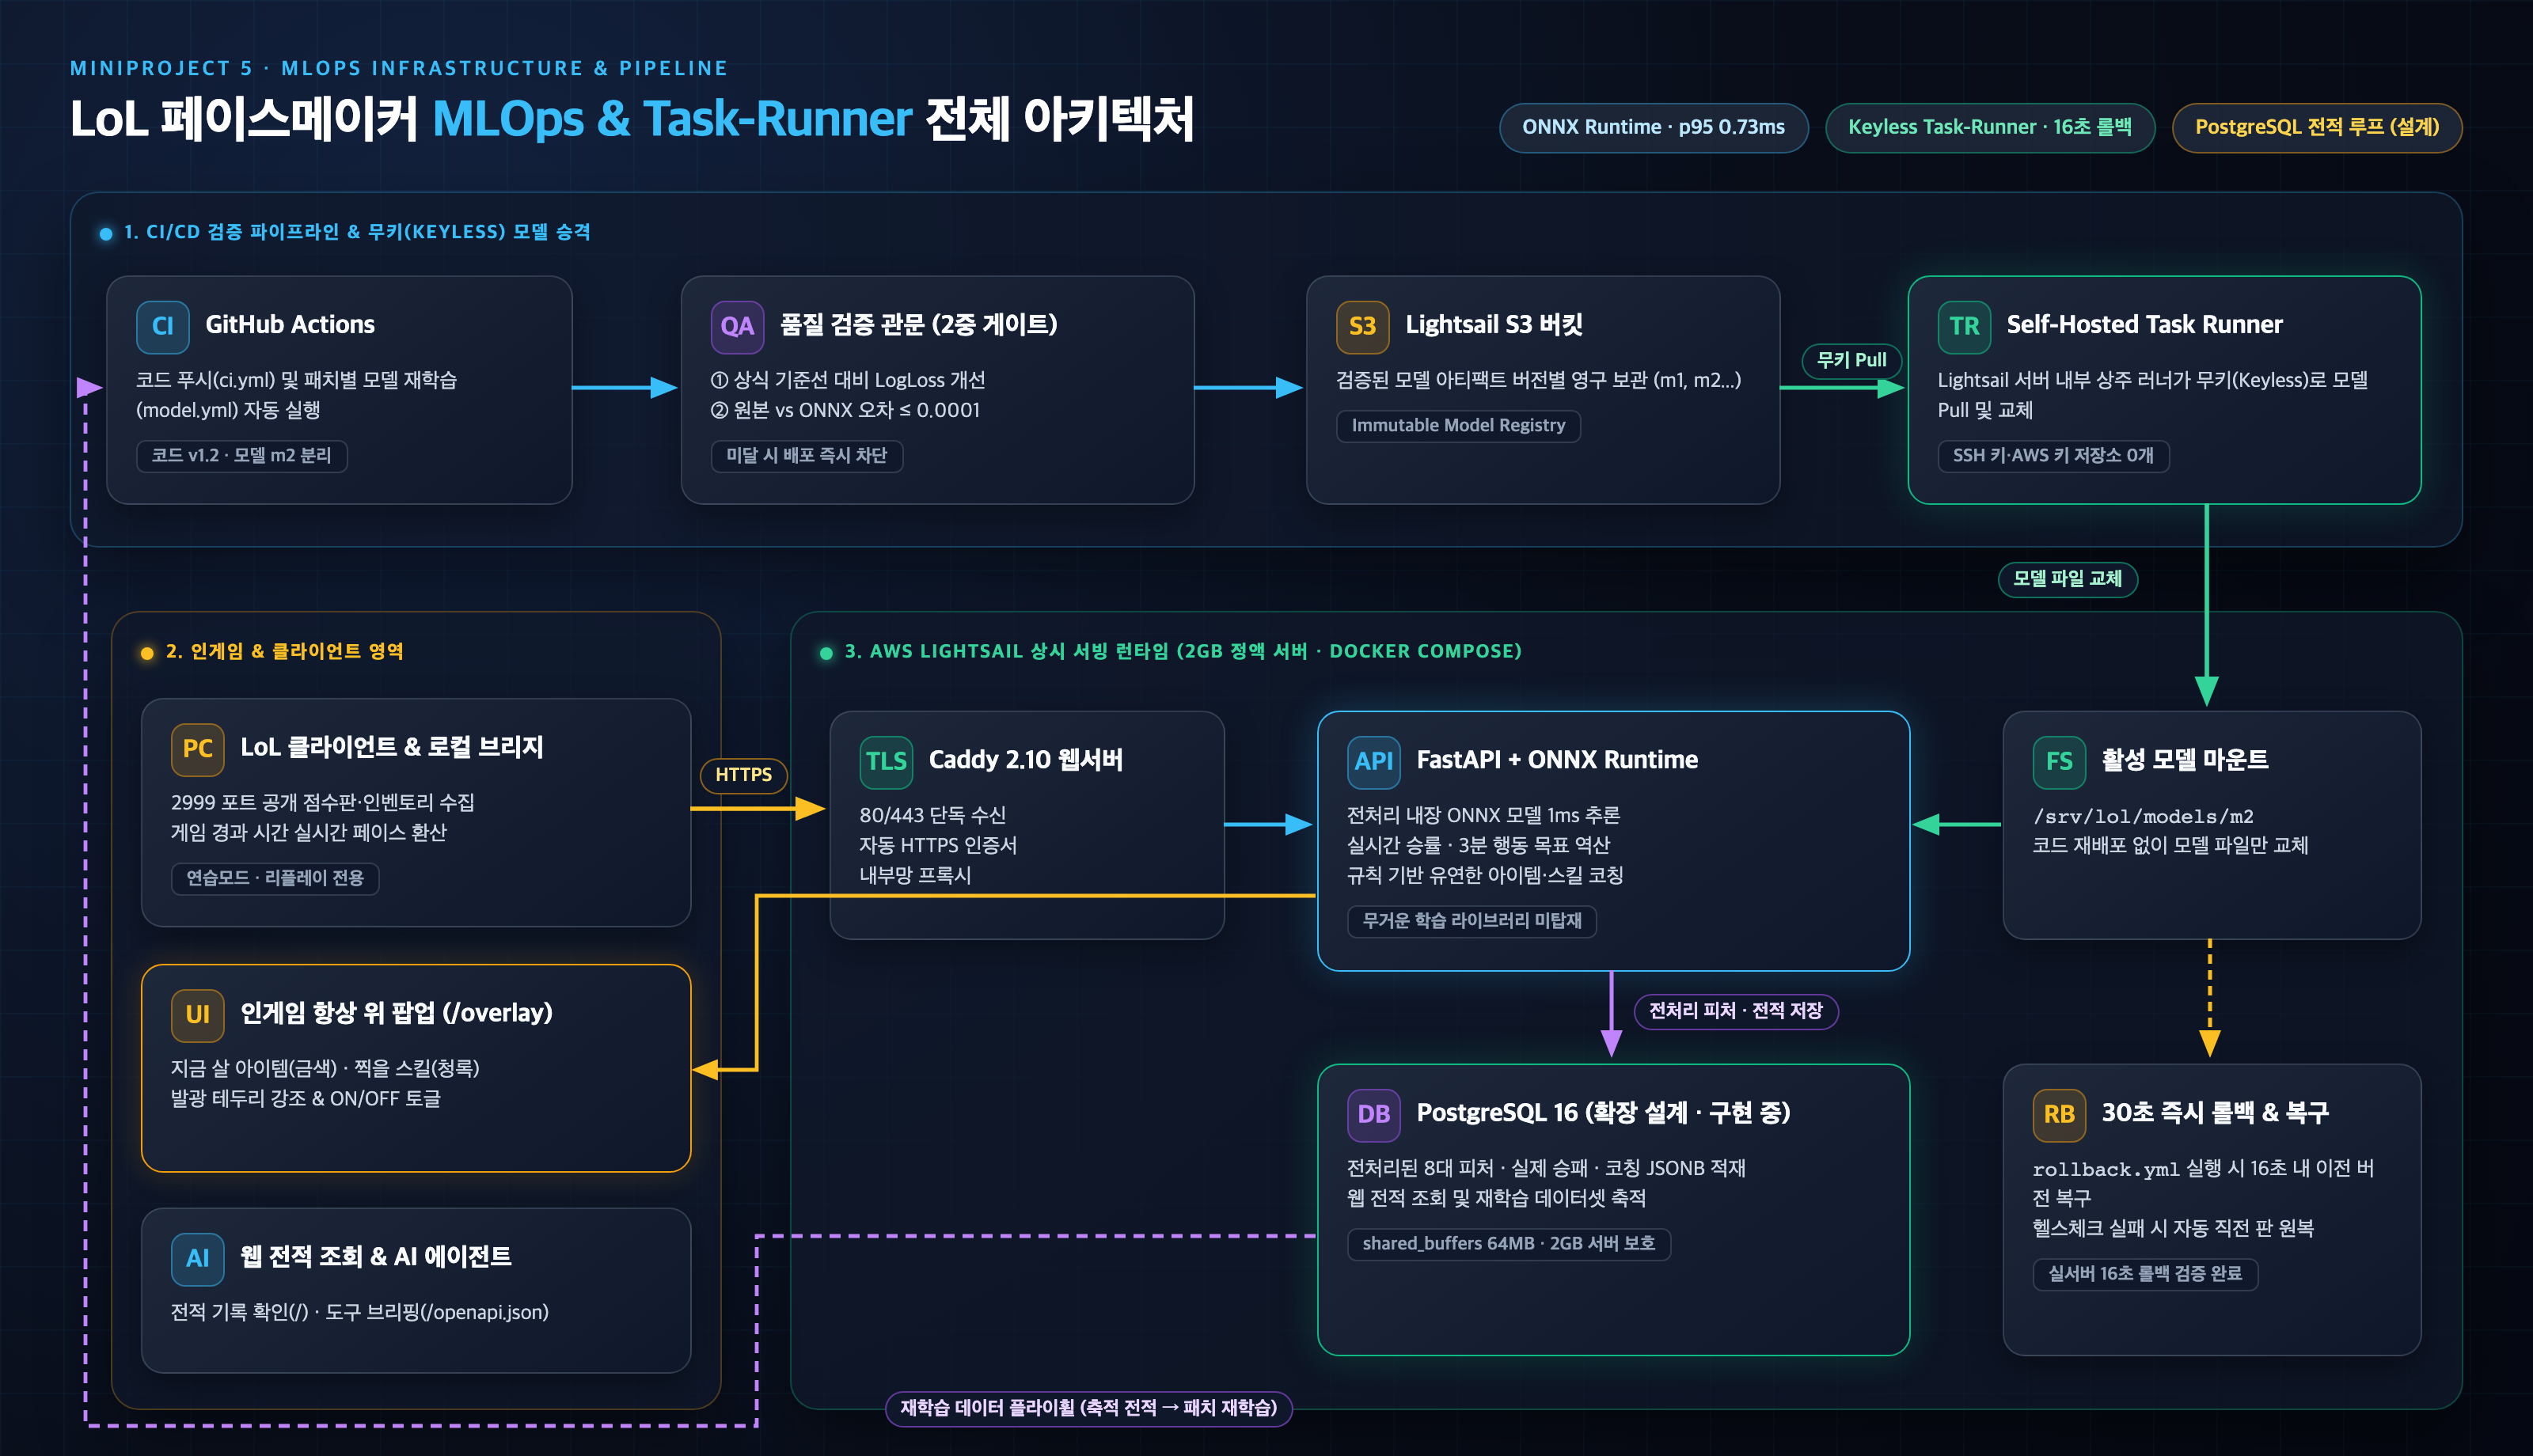 MINIPROJECT 5 · MLOPS INFRASTRUCTURE & PIPELINE
LoL 페이스메이커 MLOps & Task-Runner 전체 아키텍처
ONNX Runtime · p95 0.73ms
Keyless Task-Runner · 16초 롤백
PostgreSQL 전적 루프 (설계)
1. CI/CD 검증 파이프라인 & 무키(KEYLESS) 모델 승격
CI
GitHub Actions
코드 푸시(ci.yml) 및 패치별 모델 재학습
(model.yml) 자동 실행
코드 v1.2 · 모델 m2 분리
QA
품질 검증 관문 (2중 게이트)
① 상식 기준선 대비 LogLoss 개선
② 원본 vs ONNX 오차 ≤ 0.0001
미달 시 배포 즉시 차단
S3
Lightsail S3 버킷
검증된 모델 아티팩트 버전별 영구 보관 (m1, m2...)
Immutable Model Registry
무키 Pull
TR
Self-Hosted Task Runner
Lightsail 서버 내부 상주 러너가 무키(Keyless)로 모델
Pull 및 교체
SSH 키·AWS 키 저장소 0개
모델 파일 교체
2. 인게임 & 클라이언트 영역
PC
LoL 클라이언트 & 로컬 브리지
2999 포트 공개 점수판·인벤토리 수집
게임 경과 시간 실시간 페이스 환산
연습모드 · 리플레이 전용
HTTPS
UI
인게임 항상 위 팝업 (/overlay)
지금 살 아이템(금색) · 찍을 스킬(청록)
발광 테두리 강조 & ON/OFF 토글
AI
웹 전적 조회 & AI 에이전트
전적 기록 확인(/) · 도구 브리핑(/openapi.json)
3. AWS LIGHTSAIL 상시 서빙 런타임 (2GB 정액 서버 · DOCKER COMPOSE)
TLS
Caddy 2.10 웹서버
80/443 단독 수신
자동 HTTPS 인증서
내부망 프록시
API
FastAPI + ONNX Runtime
전처리 내장 ONNX 모델 1ms 추론
실시간 승률 · 3분 행동 목표 역산
규칙 기반 유연한 아이템·스킬 코칭
무거운 학습 라이브러리 미탑재
FS
활성 모델 마운트
/srv/lol/models/m2
코드 재배포 없이 모델 파일만 교체
전처리 피처 · 전적 저장
DB
PostgreSQL 16 (확장 설계 · 구현 중)
전처리된 8대 피처 · 실제 승패 · 코칭 JSONB 적재
웹 전적 조회 및 재학습 데이터셋 축적
shared_buffers 64MB · 2GB 서버 보호
RB
30초 즉시 롤백 & 복구
rollback.yml 실행 시 16초 내 이전 버
전 복구
헬스체크 실패 시 자동 직전 판 원복
실서버 16초 롤백 검증 완료
재학습 데이터 플라이휠 (축적 전적 → 패치 재학습)